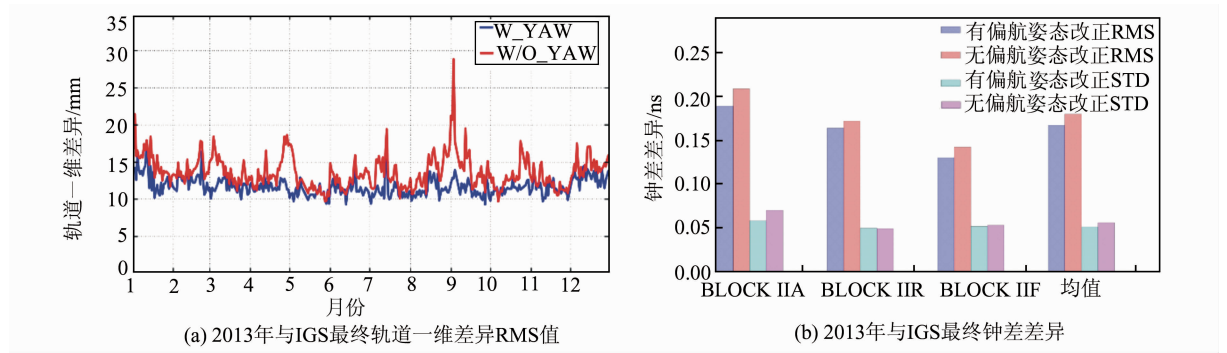 35
30
25
20
15
10
5
0
轨道一维差异/mm
W_YAW
W/O_YAW
1 2 3 4 5 6 7 8 9 10 11 12
月份
(a) 2013年与IGS最终轨道一维差异RMS值
0.25
0.20
0.15
0.10
0.05
0.00
钟差差异/ns
有偏航姿态改正RMS
无偏航姿态改正RMS
有偏航姿态改正STD
无偏航姿态改正STD
BLOCK IIA BLOCK IIR BLOCK IIF 均值
(b) 2013年与IGS最终钟差差异